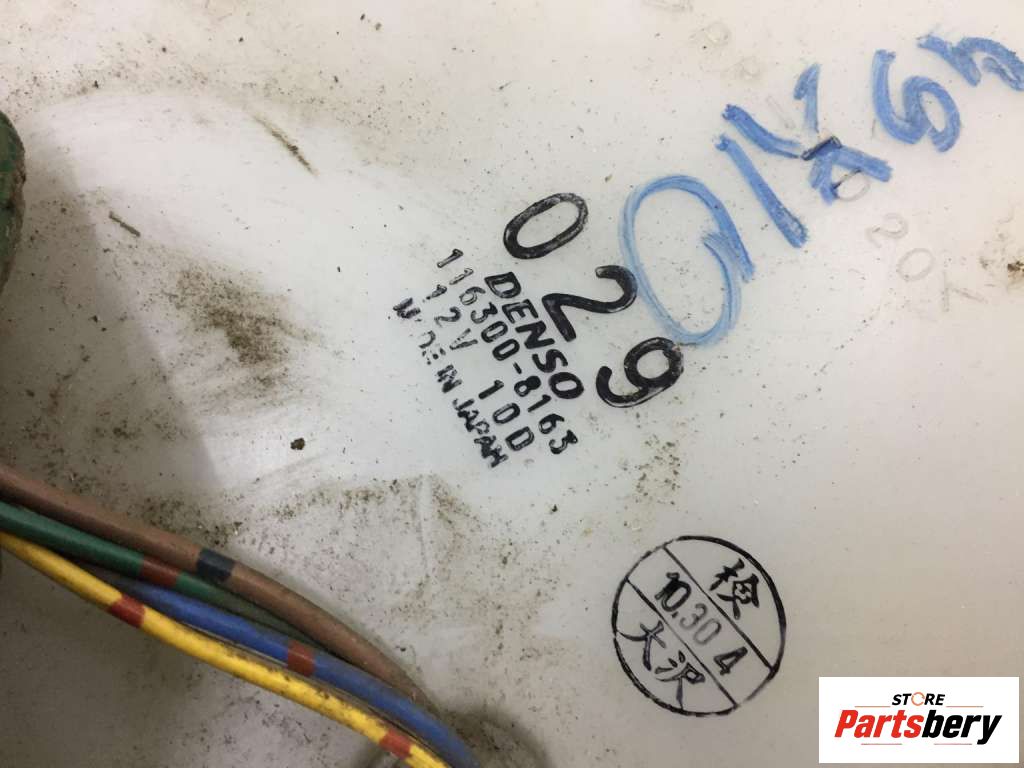 029
DENSO
116300-8163
12V 10D
MADE IN JAPAN
検
10.30 4
大沢
STORE
Partsbery